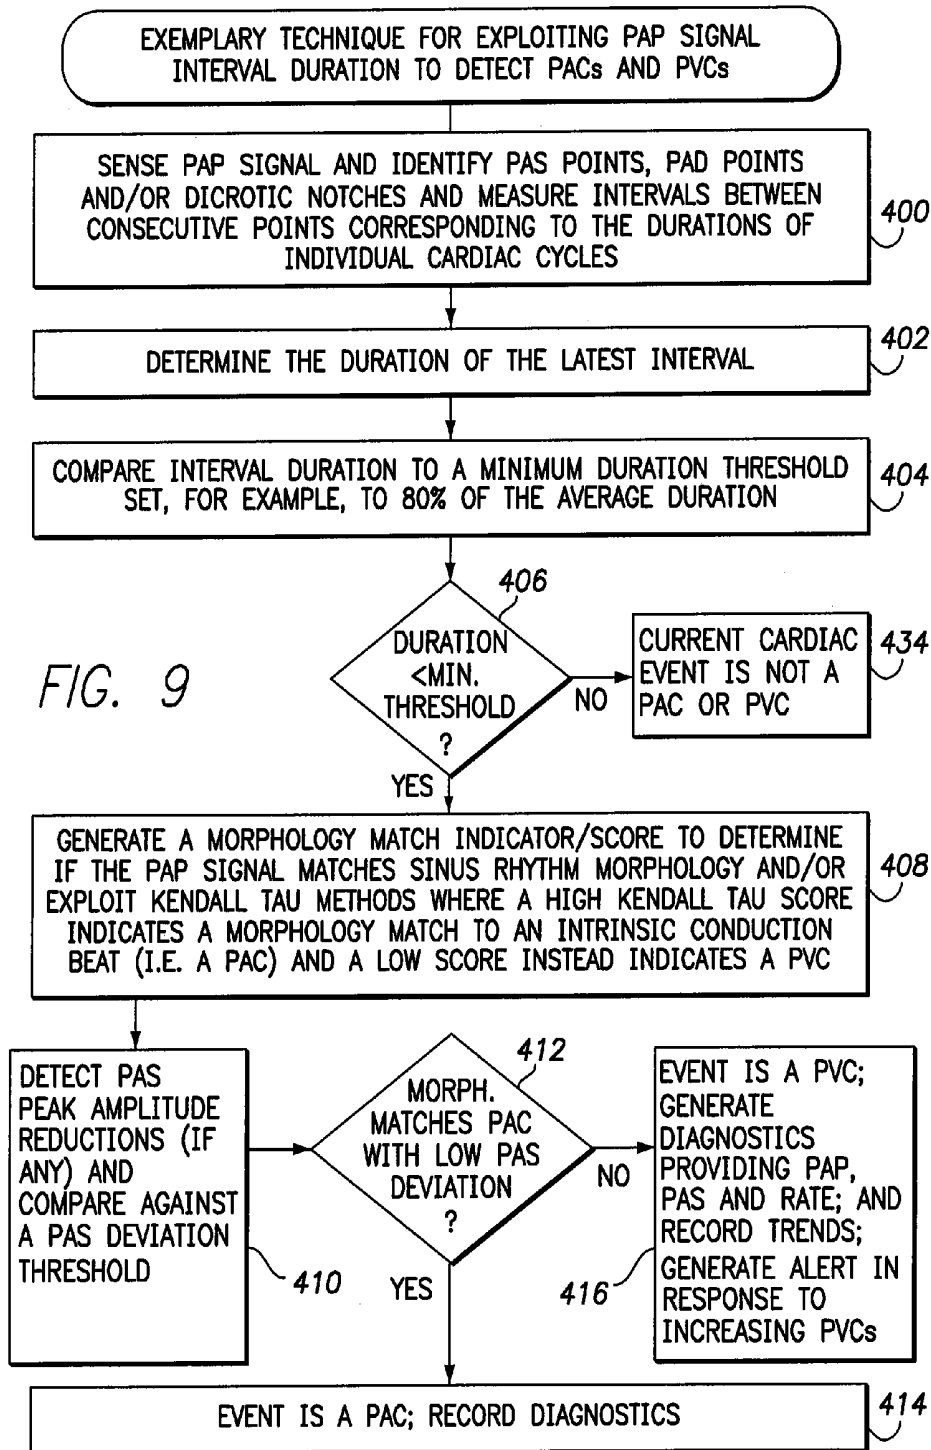 EXEMPLARY TECHNIQUE FOR EXPLOITING PAP SIGNAL
INTERVAL DURATION TO DETECT PACs AND PVCs
SENSE PAP SIGNAL AND IDENTIFY PAS POINTS, PAD POINTS
AND/OR DICROTIC NOTCHES AND MEASURE INTERVALS BETWEEN
CONSECUTIVE POINTS CORRESPONDING TO THE DURATIONS OF
INDIVIDUAL CARDIAC CYCLES
400
DETERMINE THE DURATION OF THE LATEST INTERVAL
402
COMPARE INTERVAL DURATION TO A MINIMUM DURATION THRESHOLD
SET, FOR EXAMPLE, TO 80% OF THE AVERAGE DURATION
404
406
DURATION
<MIN.
THRESHOLD
?
NO
YES
CURRENT CARDIAC
EVENT IS NOT A
PAC OR PVC
434
FIG. 9
GENERATE A MORPHOLOGY MATCH INDICATOR/SCORE TO DETERMINE
IF THE PAP SIGNAL MATCHES SINUS RHYTHM MORPHOLOGY AND/OR
EXPLOIT KENDALL TAU METHODS WHERE A HIGH KENDALL TAU SCORE
INDICATES A MORPHOLOGY MATCH TO AN INTRINSIC CONDUCTION
BEAT (I.E. A PAC) AND A LOW SCORE INSTEAD INDICATES A PVC
408
DETECT PAS
PEAK AMPLITUDE
REDUCTIONS (IF
ANY) AND
COMPARE AGAINST
A PAS DEVIATION
THRESHOLD
410
412
MORPH.
MATCHES PAC
WITH LOW PAS
DEVIATION
?
NO
YES
EVENT IS A PVC;
GENERATE
DIAGNOSTICS
PROVIDING PAP,
PAS AND RATE; AND
RECORD TRENDS;
GENERATE ALERT IN
RESPONSE TO
INCREASING PVCs
416
EVENT IS A PAC; RECORD DIAGNOSTICS
414